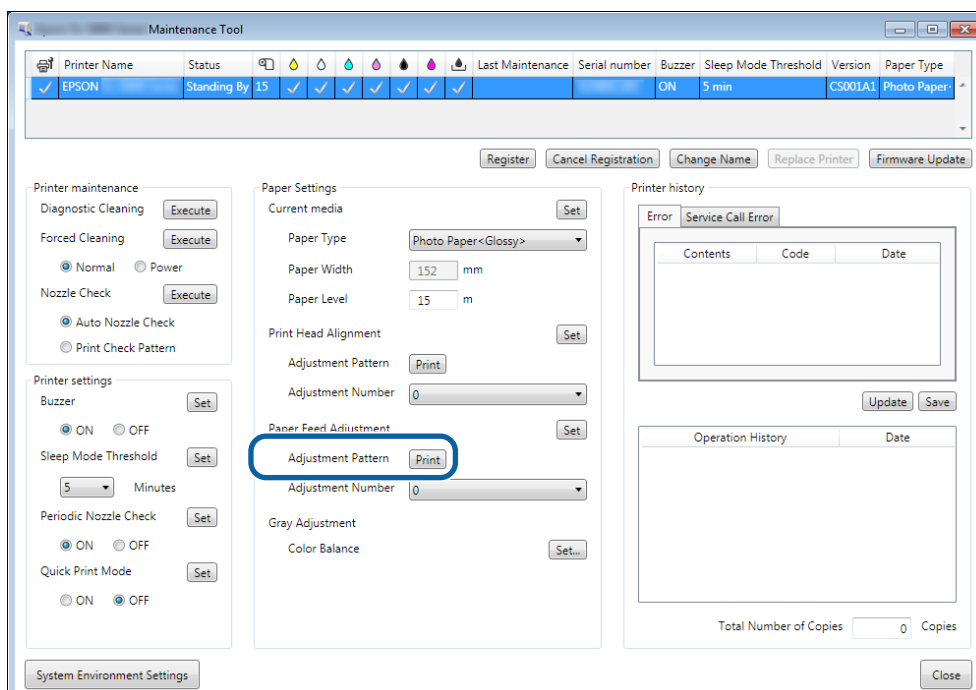 Maintenance Tool
Printer Name Status Last Maintenance Serial number Buzzer Sleep Mode Threshold Version Paper Type
EPSON Standing By 15 ON 5 min CS001A1 Photo Paper
Register Cancel Registration Change Name Replace Printer Firmware Update
Printer maintenance
Diagnostic Cleaning Execute
Forced Cleaning Execute
Normal Power
Nozzle Check Execute
Auto Nozzle Check
Print Check Pattern
Printer settings
Buzzer Set
ON OFF
Sleep Mode Threshold Set
5 Minutes
Periodic Nozzle Check Set
ON OFF
Quick Print Mode Set
ON OFF
Paper Settings
Current media Set
Paper Type Photo Paper<Glossy>
Paper Width 152 mm
Paper Level 15 m
Print Head Alignment Set
Adjustment Pattern Print
Adjustment Number 0
Paper Feed Adjustment Set
Adjustment Pattern Print
Adjustment Number 0
Gray Adjustment
Color Balance Set...
Printer history
Error Service Call Error
Contents Code Date
Update Save
Operation History Date
Total Number of Copies 0 Copies
System Environment Settings Close